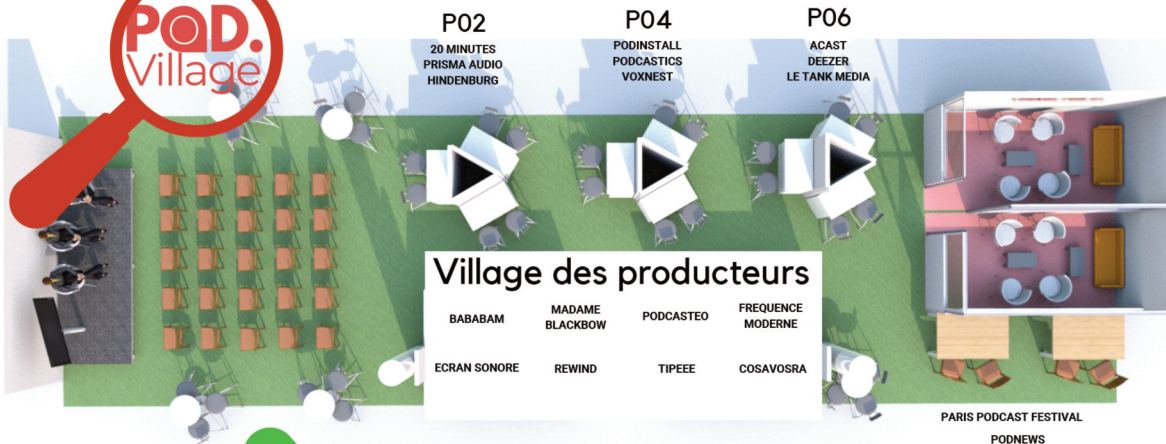 POD.
Village
P02
20 MINUTES
PRISMA AUDIO
HINDENBURG
P04
PODINSTALL
PODCASTICS
VOXNEST
P06
ACAST
DEEZER
LE TANK MEDIA
Village des producteurs
BABABAM
MADAME
BLACKBOW
PODCASTEO
FREQUENCE
MODERNE
ECRAN SONORE
REWIND
TIPEEE
COSAVOSRA
PARIS PODCAST FESTIVAL
PODNEWS